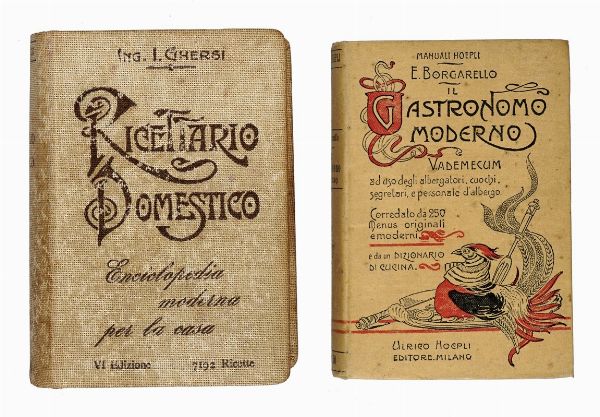 ING. I. GHERSI
RICETTARIO
DOMESTICO
Enciclopedia
moderna
per la casa
VI Edizione 7192 Ricette
MANUALI HOEPLI
E. BORGARELLO
IL
GASTRONOMO
MODERNO
VADEMECUM
ad uso degli albergatori, cuochi,
segretari, e personale d'albergo
Corredato da 250
Menus originali
e moderni
e da un DIZIONARIO
DI CUCINA.
ULRICO HOEPLI
EDITORE-MILANO